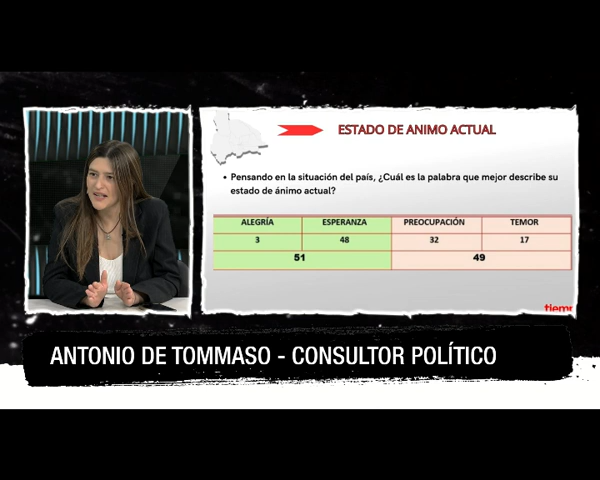 ESTADO DE ANIMO ACTUAL
• Pensando en la situación del país, ¿Cuál es la palabra que mejor describe su
estado de ánimo actual?
ALEGRÍA ESPERANZA PREOCUPACIÓN TEMOR
3 48 32 17
51 49
tiem
ANTONIO DE TOMMASO - CONSULTOR POLÍTICO